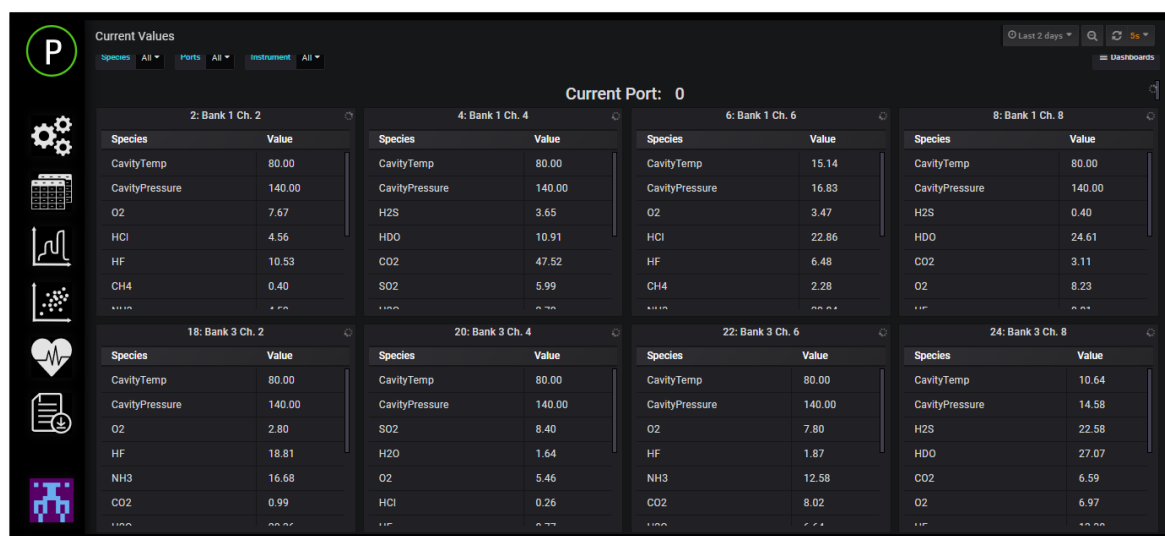 P
Current Values
Last 2 days
5s
Species All Ports All Instrument All
Dashboards
Current Port: 0
2: Bank 1 Ch. 2
Species Value
CavityTemp 80.00
CavityPressure 140.00
O2 7.67
HCl 4.56
HF 10.53
CH4 0.40
4: Bank 1 Ch. 4
Species Value
CavityTemp 80.00
CavityPressure 140.00
H2S 3.65
HDO 10.91
CO2 47.52
SO2 5.99
6: Bank 1 Ch. 6
Species Value
CavityTemp 15.14
CavityPressure 16.83
O2 3.47
HCl 22.86
HF 6.48
CH4 2.28
8: Bank 1 Ch. 8
Species Value
CavityTemp 80.00
CavityPressure 140.00
H2S 0.40
HDO 24.61
CO2 3.11
O2 8.23
18: Bank 3 Ch. 2
Species Value
CavityTemp 80.00
CavityPressure 140.00
O2 2.80
HF 18.81
NH3 16.68
CO2 0.99
20: Bank 3 Ch. 4
Species Value
CavityTemp 80.00
CavityPressure 140.00
SO2 8.40
H2O 1.64
O2 5.46
HCl 0.26
22: Bank 3 Ch. 6
Species Value
CavityTemp 80.00
CavityPressure 140.00
O2 7.80
HF 1.87
NH3 12.58
CO2 8.02
24: Bank 3 Ch. 8
Species Value
CavityTemp 10.64
CavityPressure 14.58
H2S 22.58
HDO 27.07
CO2 6.59
O2 6.97